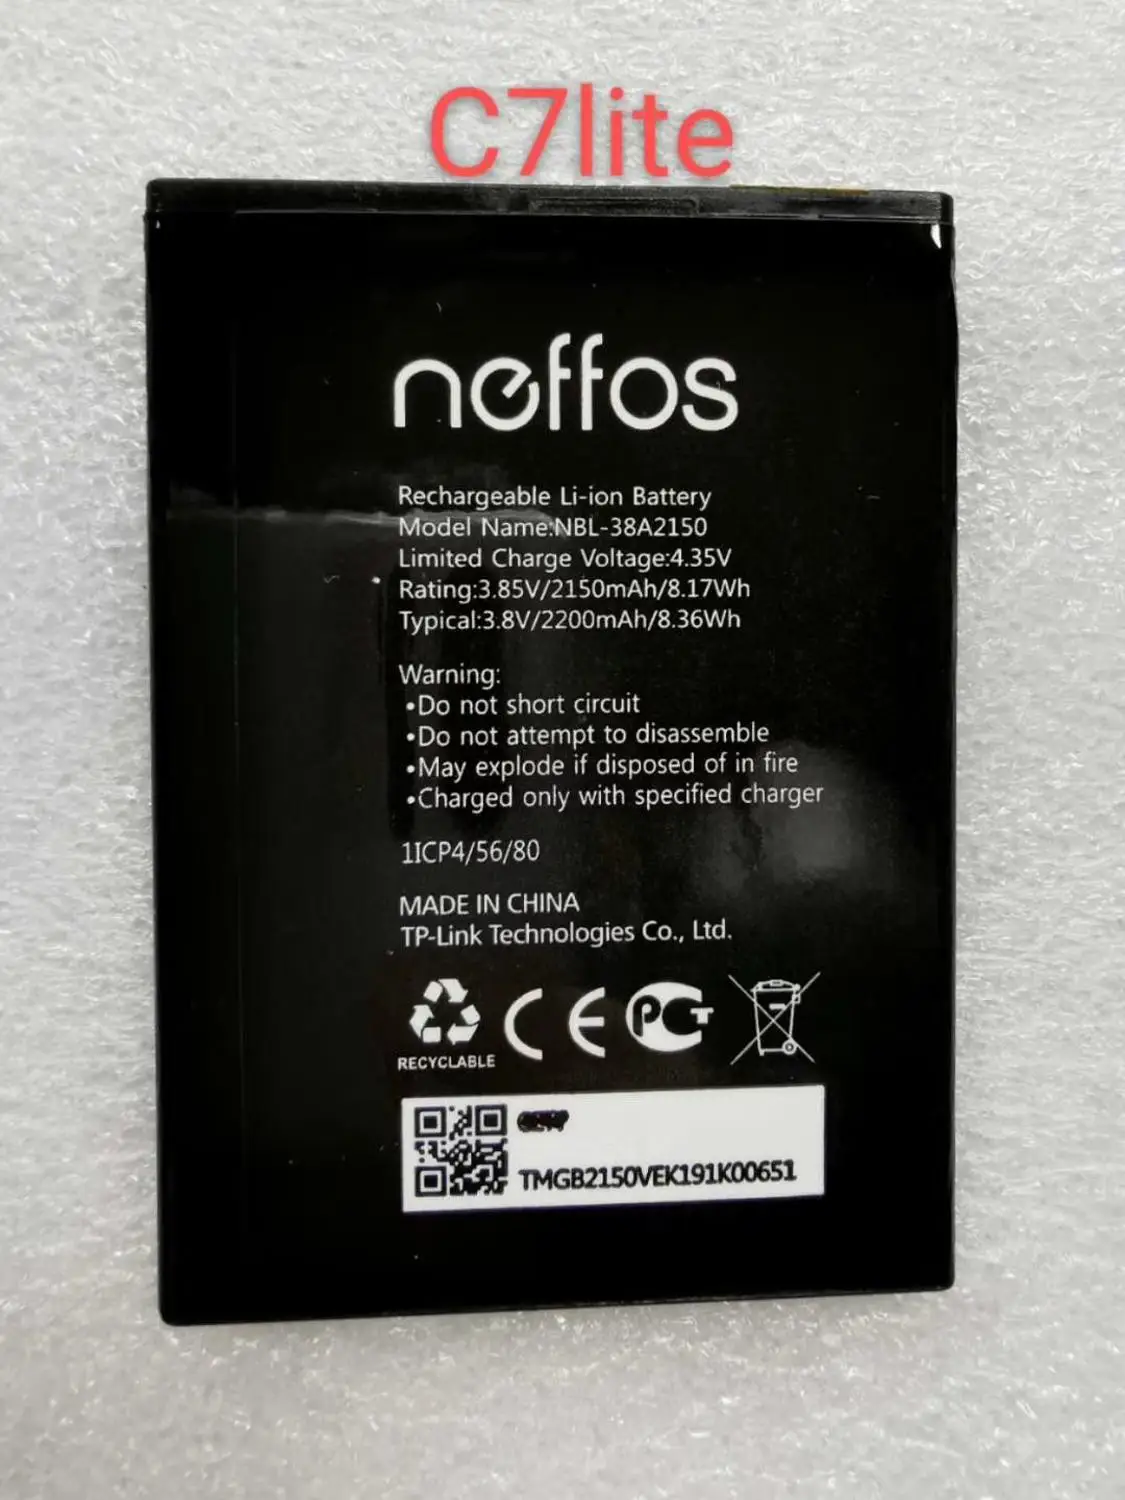 C7lite
neffos
Rechargeable Li-ion Battery
Model Name:NBL-38A2150
Limited Charge Voltage:4.35V
Rating:3.85V/2150mAh/8.17Wh
Typical:3.8V/2200mAh/8.36Wh
Warning:
•Do not short circuit
•Do not attempt to disassemble
•May explode if disposed of in fire
•Charged only with specified charger
1ICP4/56/80
MADE IN CHINA
TP-Link Technologies Co., Ltd.
RECYCLABLE
CE PCT
TMGB2150VEK191K00651